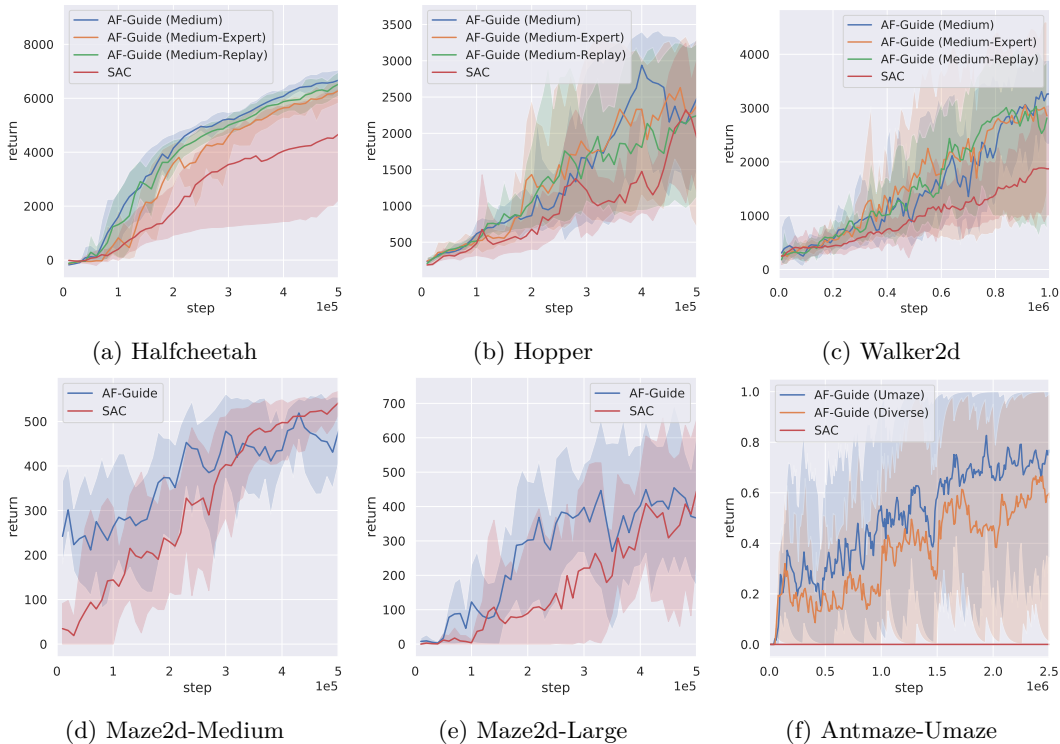 AF-Guide (Medium)
AF-Guide (Medium-Expert)
AF-Guide (Medium-Replay)
SAC
return
8000
6000
4000
2000
0
0 1 2 3 4 5
step
1e5
(a) Halfcheetah
AF-Guide (Medium)
AF-Guide (Medium-Expert)
AF-Guide (Medium-Replay)
SAC
return
3500
3000
2500
2000
1500
1000
500
0 1 2 3 4 5
step
1e5
(b) Hopper
AF-Guide (Medium)
AF-Guide (Medium-Expert)
AF-Guide (Medium-Replay)
SAC
return
4000
3000
2000
1000
0
0.0 0.2 0.4 0.6 0.8 1.0
step
1e6
(c) Walker2d
AF-Guide
SAC
return
500
400
300
200
100
0
0 1 2 3 4 5
step
1e5
(d) Maze2d-Medium
AF-Guide
SAC
return
700
600
500
400
300
200
100
0
0 1 2 3 4 5
step
1e5
(e) Maze2d-Large
AF-Guide (Umaze)
AF-Guide (Diverse)
SAC
return
1.0
0.8
0.6
0.4
0.2
0.0
0.0 0.5 1.0 1.5 2.0 2.5
step
1e6
(f) Antmaze-Umaze